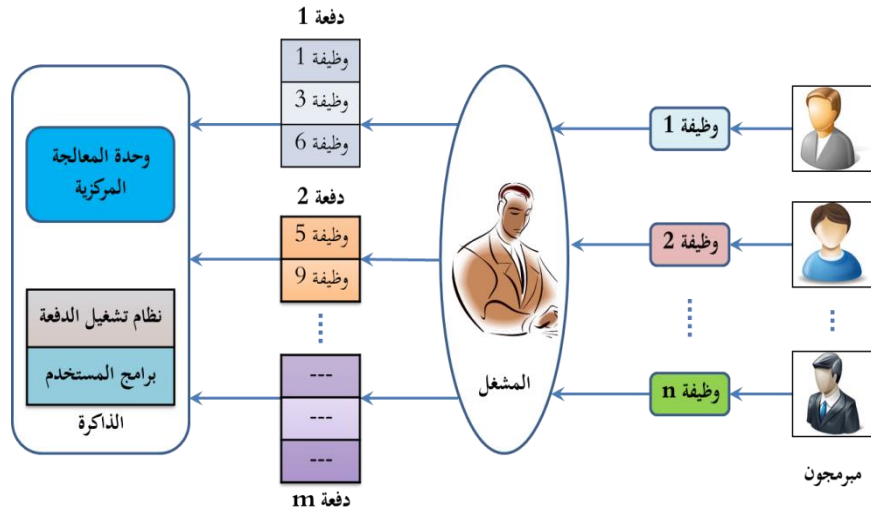 مبرمجون
وظيفة 1
وظيفة 2
وظيفة n
المشغل
دفعة 1
وظيفة 1
وظيفة 3
وظيفة 6
دفعة 2
وظيفة 5
وظيفة 9
---
---
---
دفعة m
وحدة المعالجة
المركزية
نظام تشغيل الدفعة
برامج المستخدم
الذاكرة